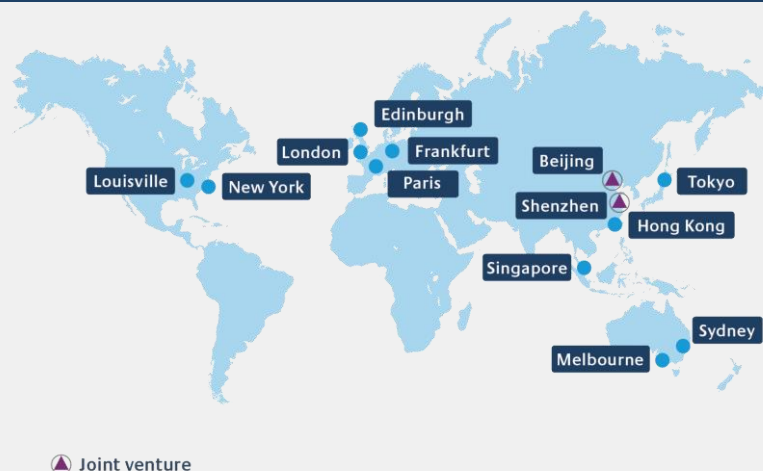 Edinburgh
London
Frankfurt
Paris
Louisville
New York
Beijing
Tokyo
Shenzhen
Hong Kong
Singapore
Sydney
Melbourne
Joint venture